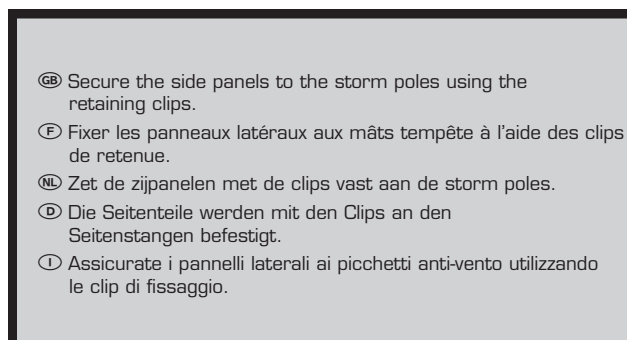 GB Secure the side panels to the storm poles using the
retaining clips.
F Fixer les panneaux latéraux aux mâts tempête à l'aide des clips
de retenue.
NL Zet de zijpanelen met de clips vast aan de storm poles.
D Die Seitenteile werden mit den Clips an den
Seitenstangen befestigt.
I Assicurate i pannelli laterali ai picchetti anti-vento utilizzando
le clip di fissaggio.